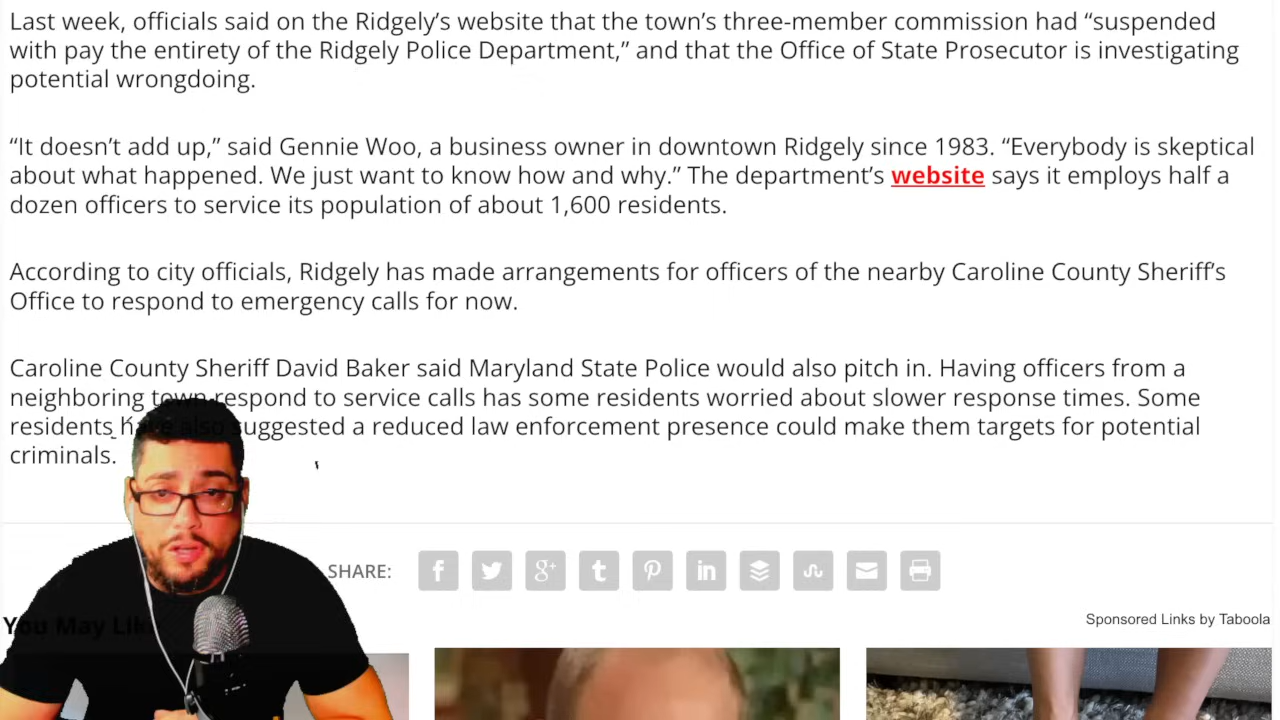 Last week, officials said on the Ridgely’s website that the town’s three-member commission had “suspended
with pay the entirety of the Ridgely Police Department,” and that the Office of State Prosecutor is investigating
potential wrongdoing.
“It doesn’t add up,” said Gennie Woo, a business owner in downtown Ridgely since 1983. “Everybody is skeptical
about what happened. We just want to know how and why.” The department’s website says it employs half a
dozen officers to service its population of about 1,600 residents.
According to city officials, Ridgely has made arrangements for officers of the nearby Caroline County Sheriff’s
Office to respond to emergency calls for now.
Caroline County Sheriff David Baker said Maryland State Police would also pitch in. Having officers from a
neighboring town respond to service calls has some residents worried about slower response times. Some
residents have also suggested a reduced law enforcement presence could make them targets for potential
criminals.
SHARE:
Sponsored Links by Taboola
You May Like